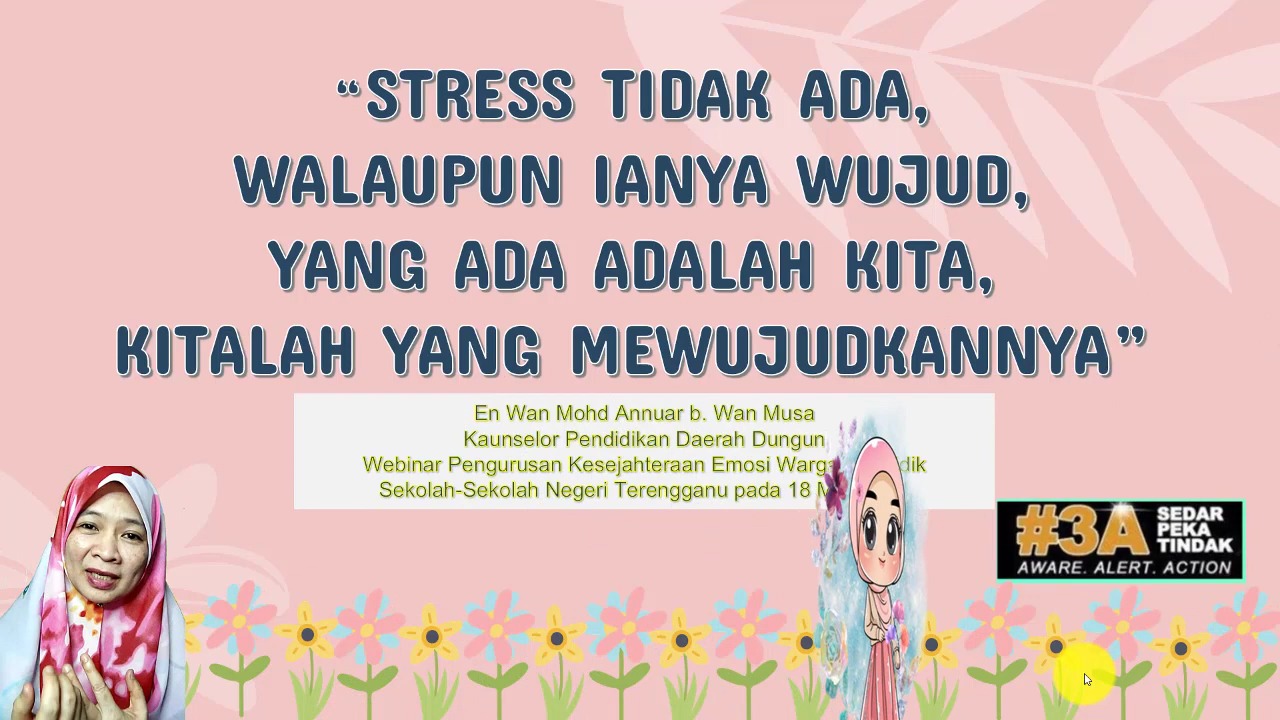 “STRESS TIDAK ADA,
WALAUPUN IANYA WUJUD,
YANG ADA ADALAH KITA,
KITALAH YANG MEWUJUDKANNYA”
En Wan Mohd Annuar b. Wan Musa
Kaunselor Pendidikan Daerah Dungun
Webinar Pengurusan Kesejahteraan Emosi
Sekolah-Sekolah Negeri Terengganu pada 18
#3A SEDAR
PEKA
TINDAK
AWARE. ALERT. ACTION